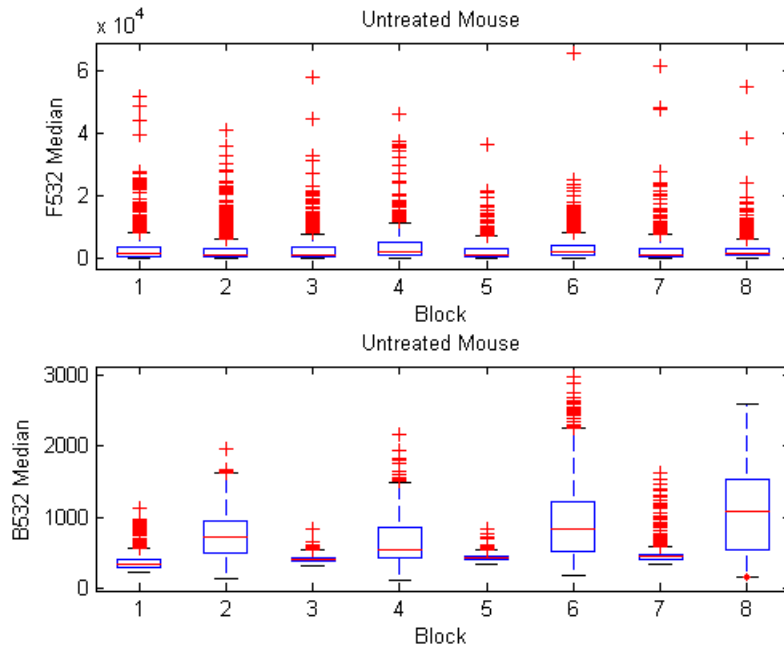 x 10^4
Untreated Mouse
6
4
2
0
F532 Median
1 2 3 4 5 6 7 8
Block
Untreated Mouse
3000
2000
1000
0
B532 Median
1 2 3 4 5 6 7 8
Block